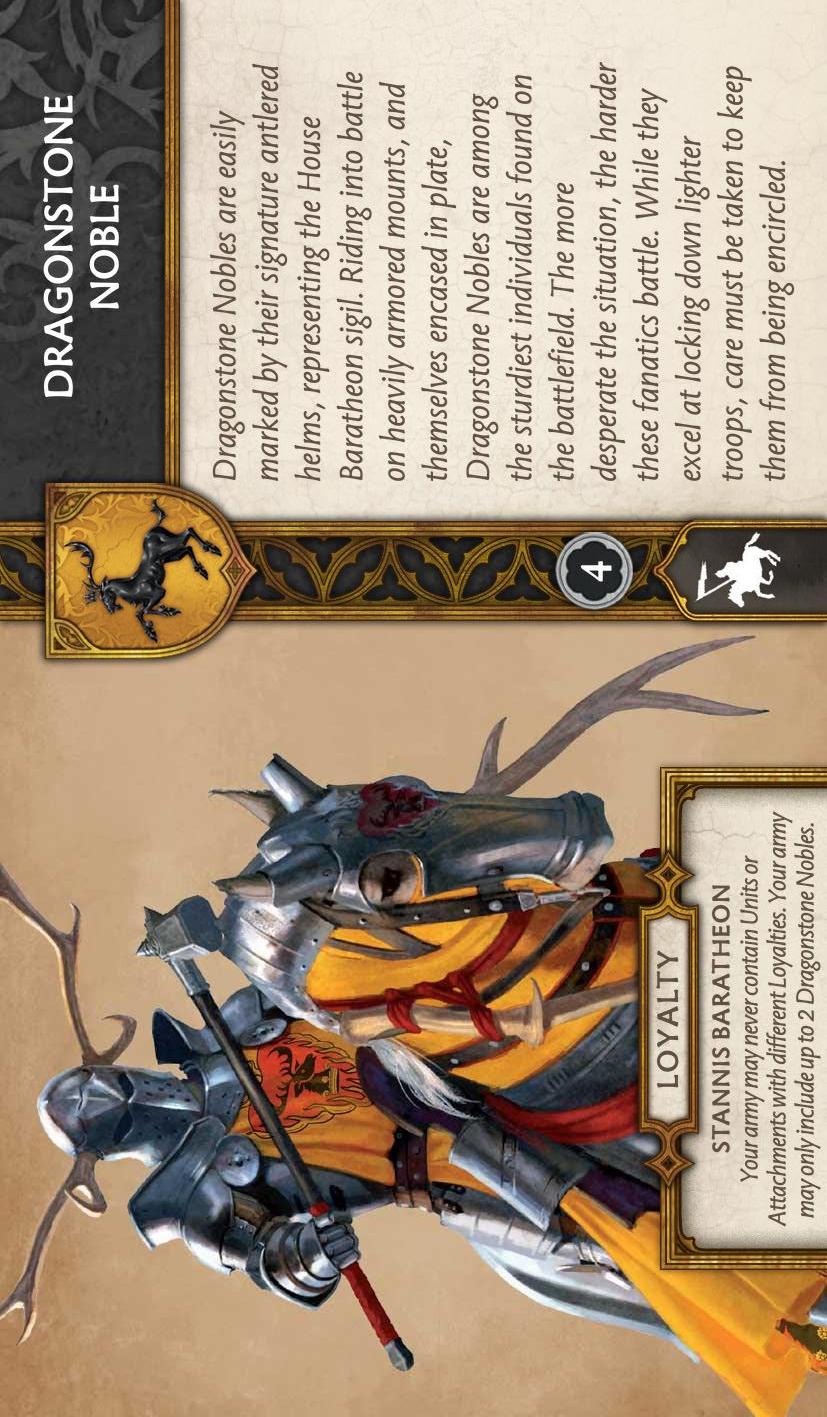 DRAGONSTONE
NOBLE
Dragonstone Nobles are easily
marked by their signature antlered
helms, representing the House
Baratheon sigil. Riding into battle
on heavily armored mounts, and
themselves encased in plate,
Dragonstone Nobles are among
the sturdiest individuals found on
the battlefield. The more
desperate the situation, the harder
these fanatics battle. While they
excel at locking down lighter
troops, care must be taken to keep
them from being encircled.
4
LOYALTY
STANNIS BARATHEON
Your army may never contain Units or
Attachments with different Loyalties. Your army
may only include up to 2 Dragonstone Nobles.